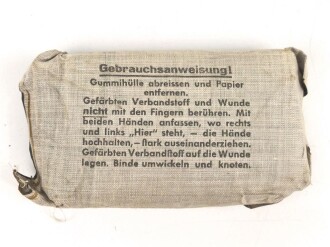 Gebrauchsanweisung!
Gummihülle abreissen und Papier
entfernen.
Gefärbten Verbandstoff und Wunde
nicht mit den Fingern berühren. Mit
beiden Händen anfassen, wo rechts
und links „Hier" steht, – die Hände
hochhalten, – stark auseinanderziehen.
Gefärbten Verbandstoff auf die Wunde
legen. Binde umwickeln und knoten.